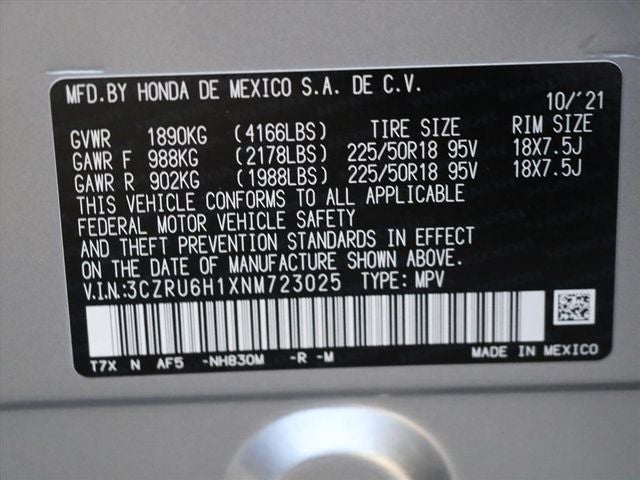 MFD.BY HONDA DE MEXICO S.A. DE C.V.
10/'21
GVWR 1890KG (4166LBS) TIRE SIZE RIM SIZE
GAWR F 988KG (2178LBS) 225/50R18 95V 18X7.5J
GAWR R 902KG (1988LBS) 225/50R18 95V 18X7.5J
THIS VEHICLE CONFORMS TO ALL APPLICABLE
FEDERAL MOTOR VEHICLE SAFETY
AND THEFT PREVENTION STANDARDS IN EFFECT
ON THE DATE OF MANUFACTURE SHOWN ABOVE.
V.I.N.:3CZRU6H1XNM723025 TYPE: MPV
T7X N AF5 -NH830M -R -M MADE IN MEXICO